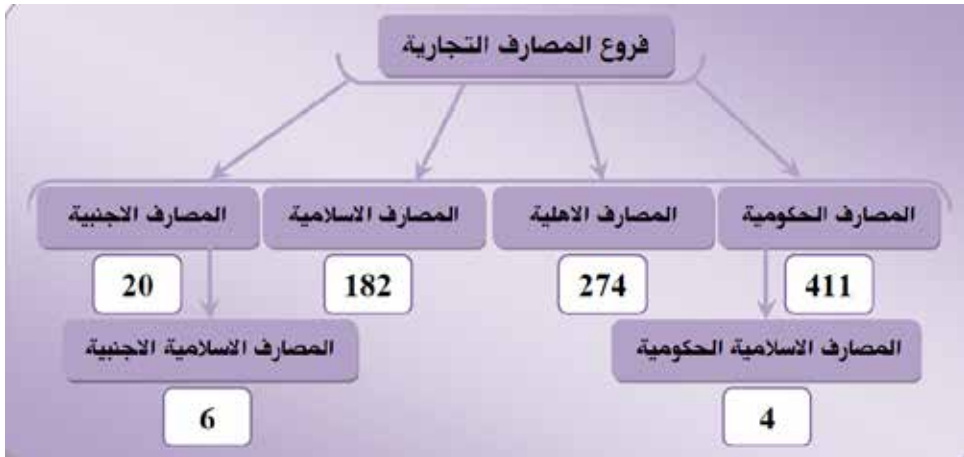 فروع المصارف التجارية
المصارف الحكومية
المصارف الاهلية
المصارف الاسلامية
المصارف الاجنبية
411
274
182
20
المصارف الاسلامية الحكومية
المصارف الاسلامية الاجنبية
4
6